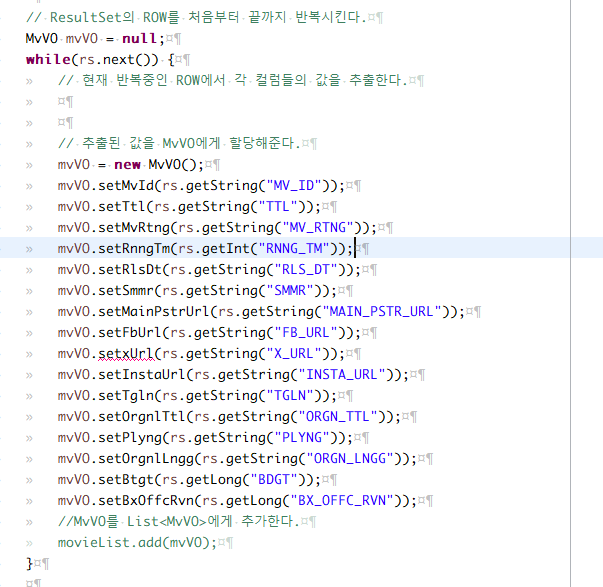 // ResultSet의 ROW를 처음부터 끝까지 반복시킨다.
MvVO mvVO = null;
while(rs.next()) {
// 현재 반복중인 ROW에서 각 컬럼들의 값을 추출한다.
// 추출된 값을 MvVO에게 할당해준다.
mvVO = new MvVO();
mvVO.setMvId(rs.getString("MV_ID"));
mvVO.setTtl(rs.getString("TTL"));
mvVO.setMvRtng(rs.getString("MV_RTNG"));
mvVO.setRnngTm(rs.getInt("RNNG_TM"));
mvVO.setRlsDt(rs.getString("RLS_DT"));
mvVO.setSmmr(rs.getString("SMMR"));
mvVO.setMainPstrUrl(rs.getString("MAIN_PSTR_URL"));
mvVO.setFbUrl(rs.getString("FB_URL"));
mvVO.setxUrl(rs.getString("X_URL"));
mvVO.setInstaUrl(rs.getString("INSTA_URL"));
mvVO.setTgln(rs.getString("TGLN"));
mvVO.setOrgnlTtl(rs.getString("ORGN_TTL"));
mvVO.setPlyng(rs.getString("PLYNG"));
mvVO.setOrgnlLngg(rs.getString("ORGN_LNGG"));
mvVO.setBtgt(rs.getLong("BDGT"));
mvVO.setBxOffcRvn(rs.getLong("BX_OFFC_RVN"));
//MvVO를 List<MvVO>에게 추가한다.
movieList.add(mvVO);
}